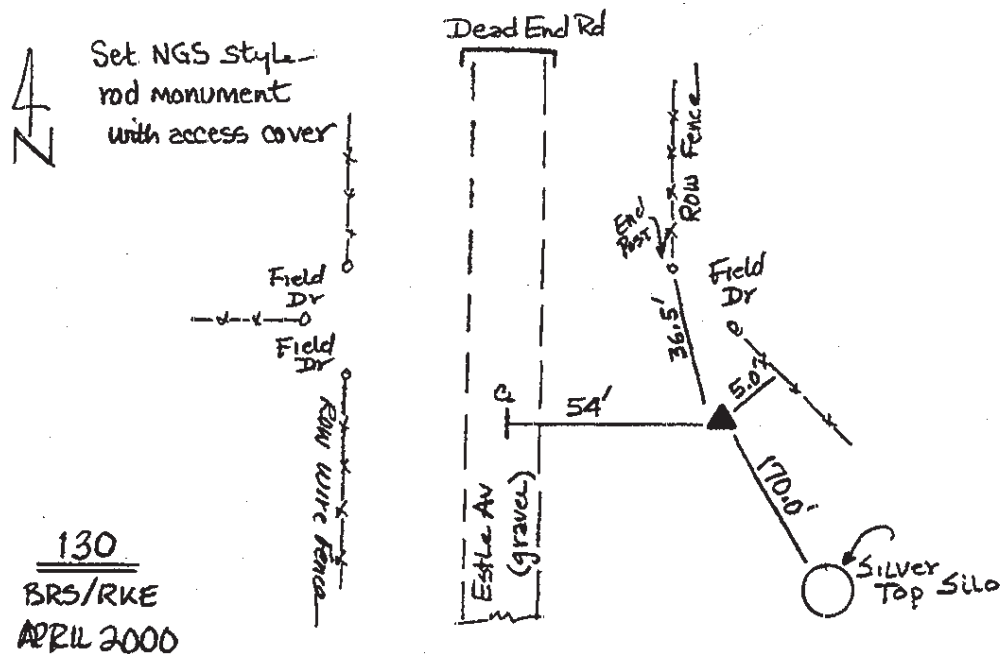 Dead End Rd
Set NGS style
rod monument
with access cover
N
ROW Fence
End
Post
Field
Dr
Field
Dr
Field
Dr
36.5'
5.0'
CL
54'
170.0'
ROW wire fence
Estle Av
(gravel)
Silver
Top Silo
130
BRS/RKE
APRIL 2000